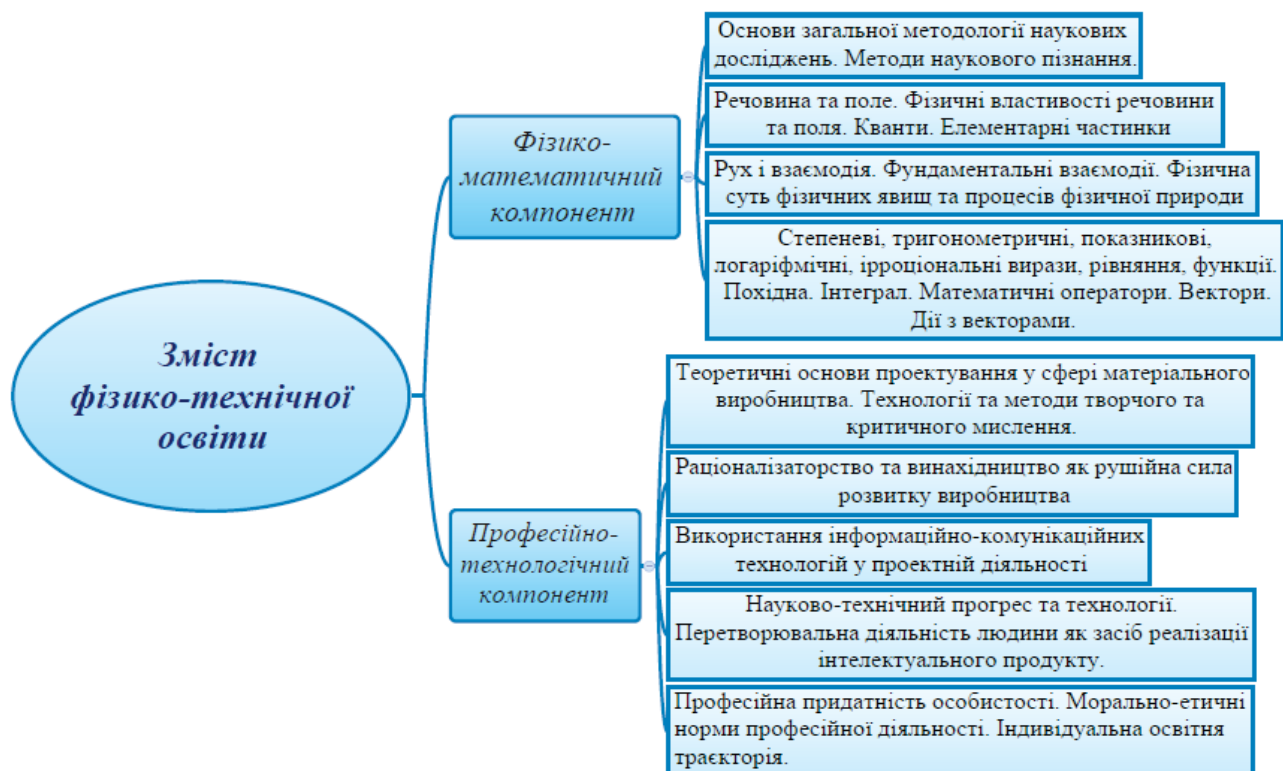 Зміст
фізико-технічної
освіти
Фізико-
математичний
компонент
Основи загальної методології наукових
досліджень. Методи наукового пізнання.
Речовина та поле. Фізичні властивості речовини
та поля. Кванти. Елементарні частинки
Рух і взаємодія. Фундаментальні взаємодії. Фізична
суть фізичних явищ та процесів фізичної природи
Степеневі, тригонометричні, показникові,
логаріфмічні, ірроціональні вирази, рівняння, функції.
Похідна. Інтеграл. Математичні оператори. Вектори.
Дії з векторами.
Професійно-
технологічний
компонент
Теоретичні основи проектування у сфері матеріального
виробництва. Технології та методи творчого та
критичного мислення.
Раціоналізаторство та винахідництво як рушійна сила
розвитку виробництва
Використання інформаційно-комунікаційних
технологій у проектній діяльності
Науково-технічний прогрес та технології.
Перетворювальна діяльність людини як засіб реалізації
інтелектуального продукту.
Професійна придатність особистості. Морально-етичні
норми професійної діяльності. Індивідуальна освітня
траєкторія.